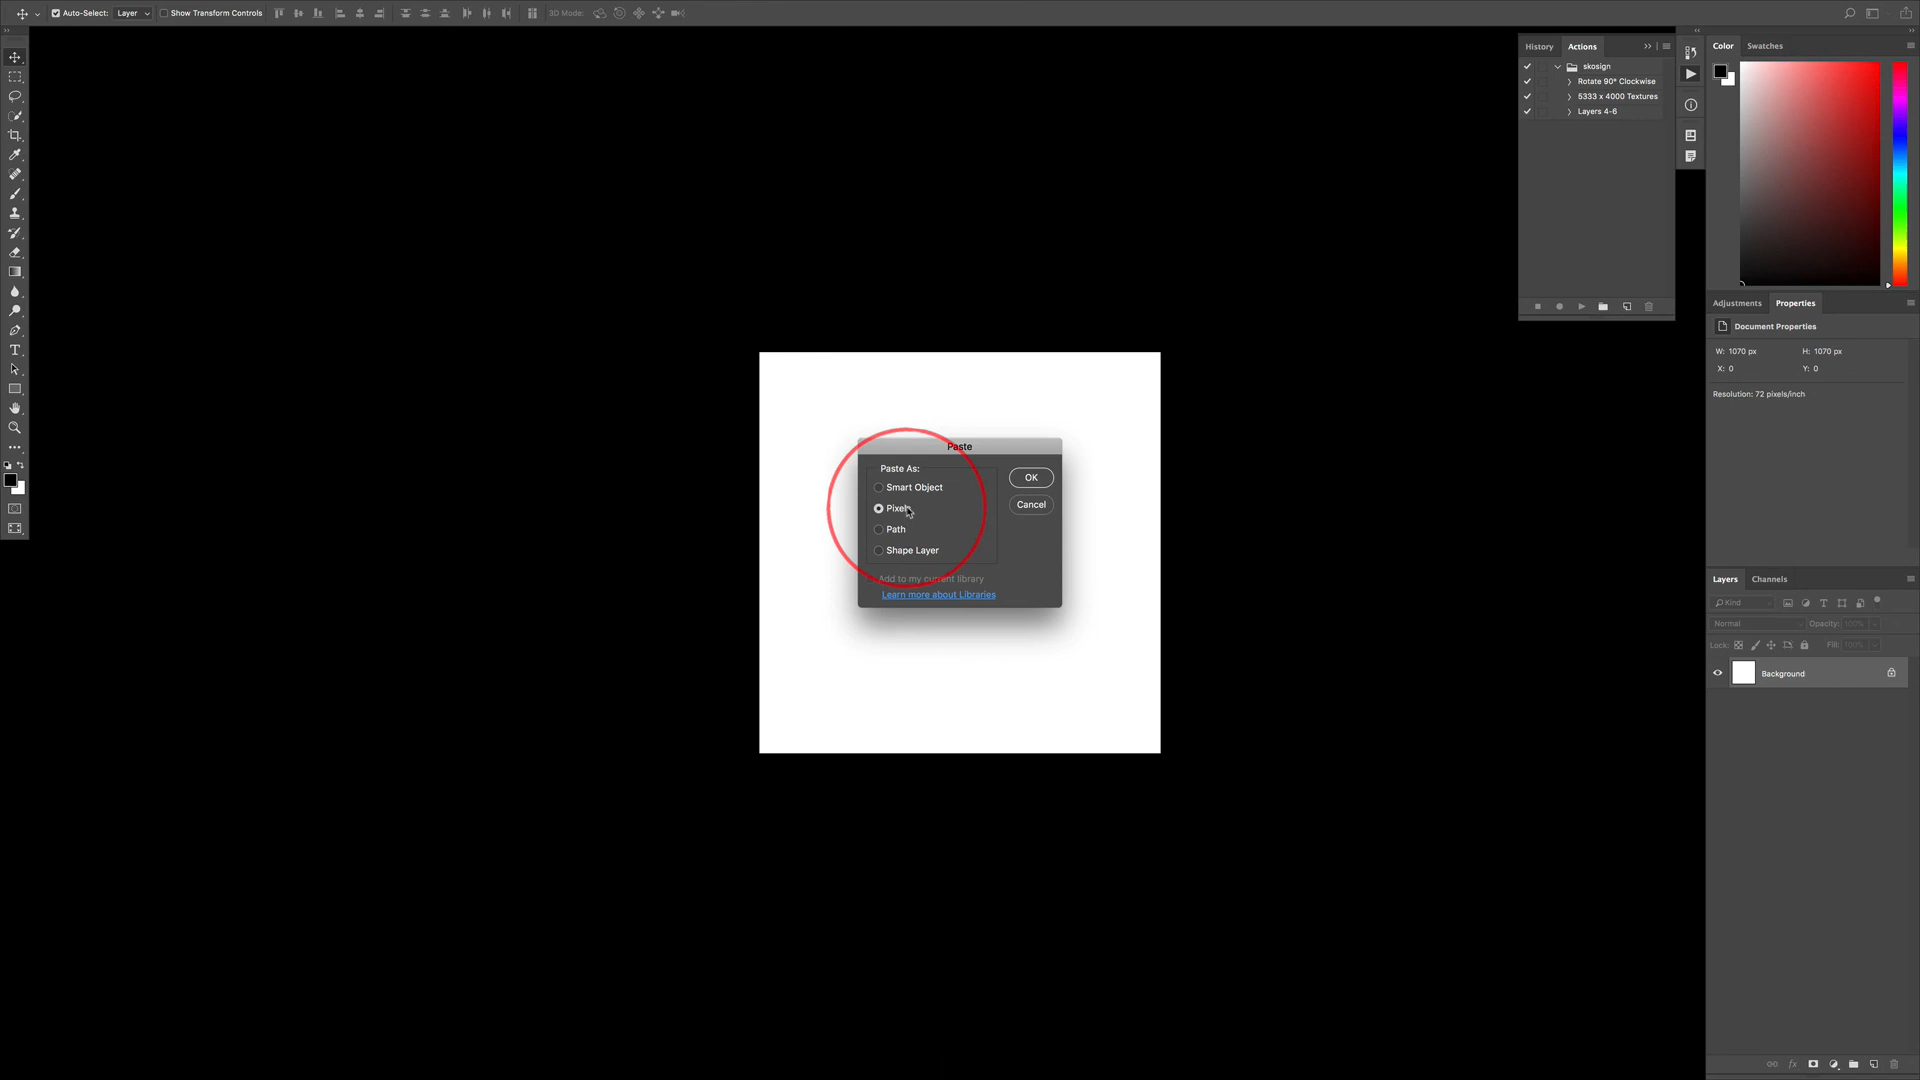 Auto-Select: Layer Show Transform Controls 3D Mode:
History Actions
skosign
Rotate 90° Clockwise
5333 x 4000 Textures
Layers 4-6
Color Swatches
Adjustments Properties
Document Properties
W: 1070 px H: 1070 px
X: 0 Y: 0
Resolution: 72 pixels/inch
Paste
Paste As:
Smart Object
Pixels
Path
Shape Layer
OK
Cancel
Add to my current library
Learn more about Libraries
Layers Channels
Kind
Normal Opacity: 100%
Lock: Fill: 100%
Background